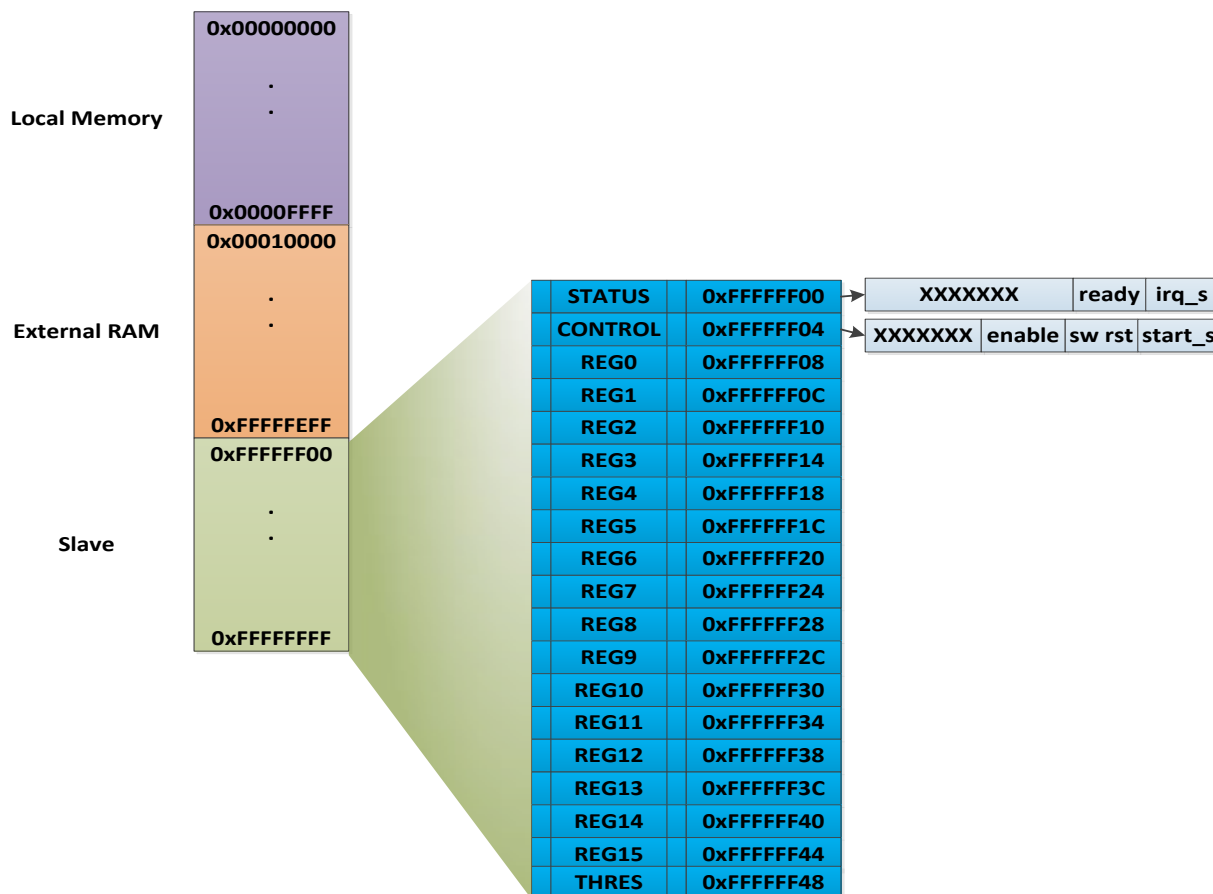 0x00000000
.
.
Local Memory
0x0000FFFF
0x00010000
.
.
External RAM
0xFFFFFEFF
0xFFFFFF00
.
.
Slave
0xFFFFFFFF
STATUS 0xFFFFFF00 XXXXXXX ready irq_s
CONTROL 0xFFFFFF04 XXXXXXX enable sw rst start_s
REG0 0xFFFFFF08
REG1 0xFFFFFF0C
REG2 0xFFFFFF10
REG3 0xFFFFFF14
REG4 0xFFFFFF18
REG5 0xFFFFFF1C
REG6 0xFFFFFF20
REG7 0xFFFFFF24
REG8 0xFFFFFF28
REG9 0xFFFFFF2C
REG10 0xFFFFFF30
REG11 0xFFFFFF34
REG12 0xFFFFFF38
REG13 0xFFFFFF3C
REG14 0xFFFFFF40
REG15 0xFFFFFF44
THRES 0xFFFFFF48